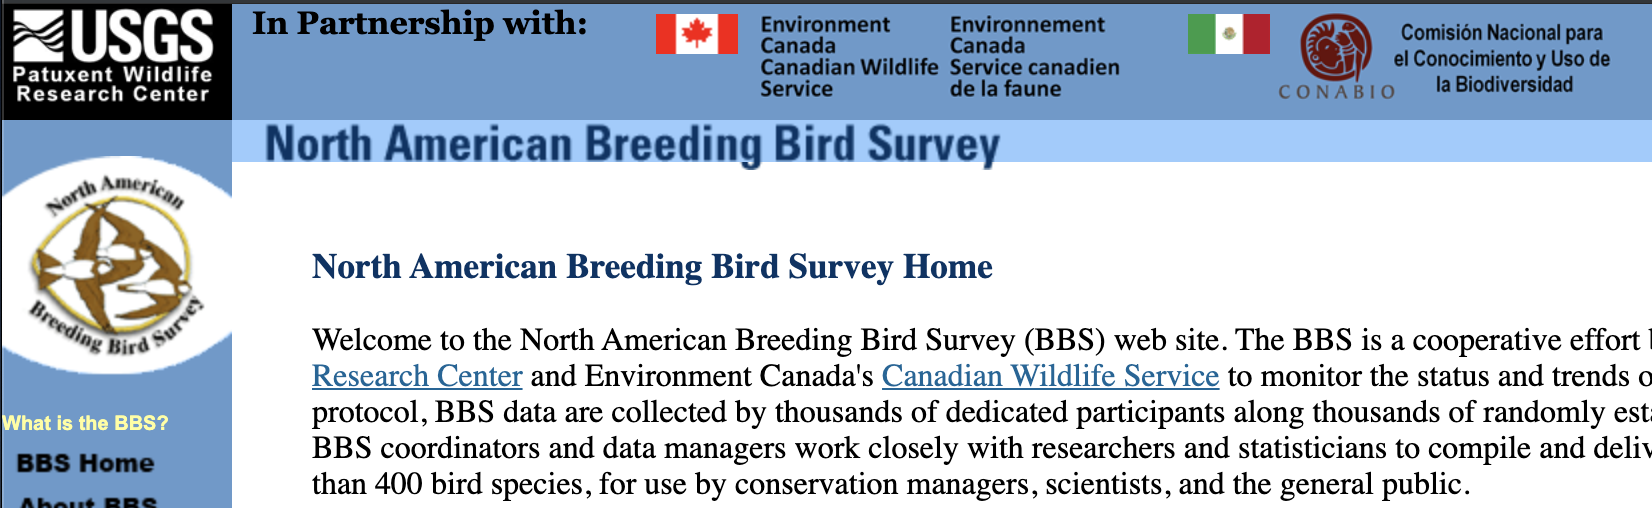 USGS
Patuxent Wildlife
Research Center
In Partnership with:
Environment
Canada
Canadian Wildlife
Service
Environnement
Canada
Service canadien
de la faune
CONABIO
Comisión Nacional para
el Conocimiento y Uso de
la Biodiversidad
North American Breeding Bird Survey
North American
Breeding Bird Survey
What is the BBS?
BBS Home
About BBS
North American Breeding Bird Survey Home
Welcome to the North American Breeding Bird Survey (BBS) web site. The BBS is a cooperative effort
Research Center and Environment Canada's Canadian Wildlife Service to monitor the status and trends
protocol, BBS data are collected by thousands of dedicated participants along thousands of randomly
BBS coordinators and data managers work closely with researchers and statisticians to compile and
than 400 bird species, for use by conservation managers, scientists, and the general public.